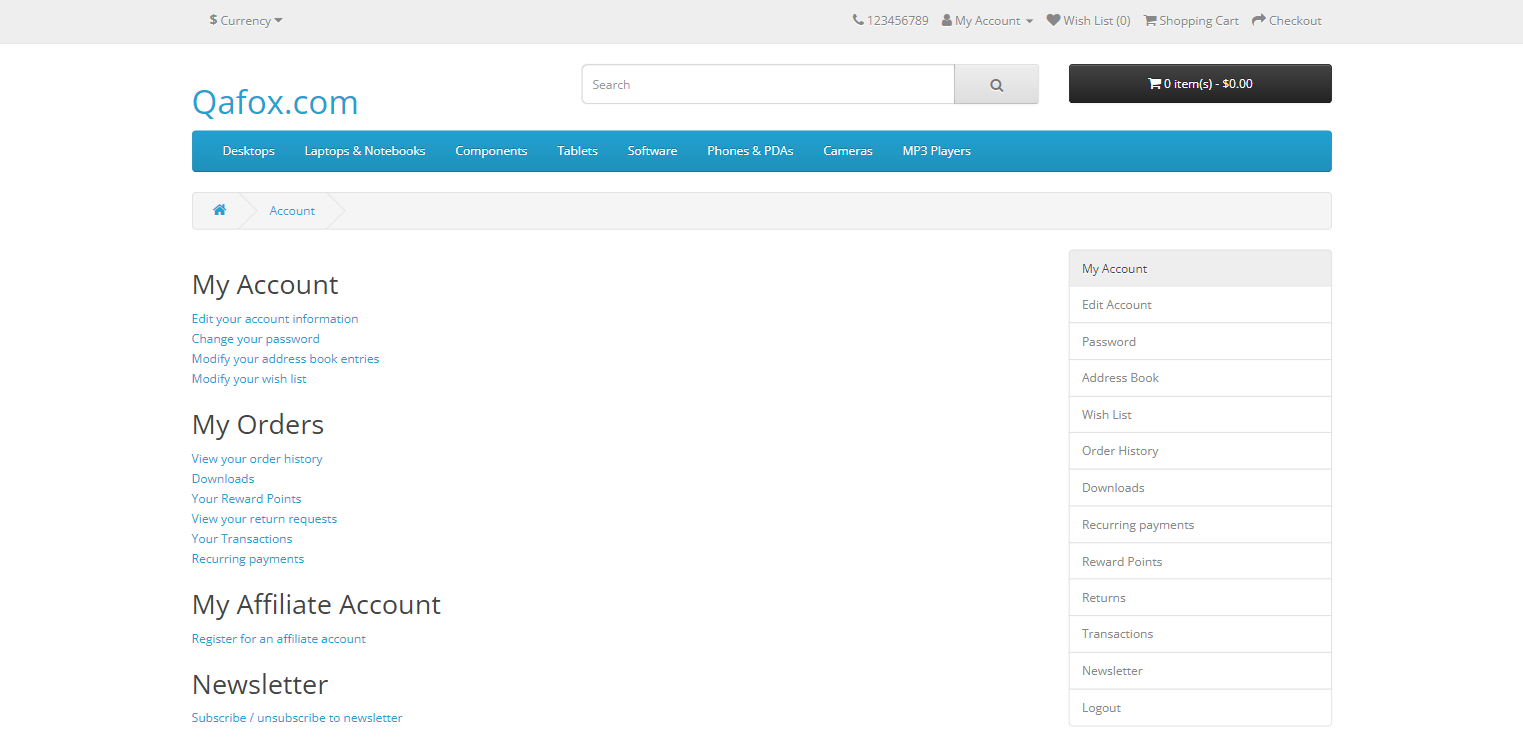 $ Currency
123456789 My Account Wish List (0) Shopping Cart Checkout
Qafox.com
Search
0 item(s) - $0.00
Desktops Laptops & Notebooks Components Tablets Software Phones & PDAs Cameras MP3 Players
Account
My Account
Edit your account information
Change your password
Modify your address book entries
Modify your wish list
My Orders
View your order history
Downloads
Your Reward Points
View your return requests
Your Transactions
Recurring payments
My Affiliate Account
Register for an affiliate account
Newsletter
Subscribe / unsubscribe to newsletter
My Account
Edit Account
Password
Address Book
Wish List
Order History
Downloads
Recurring payments
Reward Points
Returns
Transactions
Newsletter
Logout